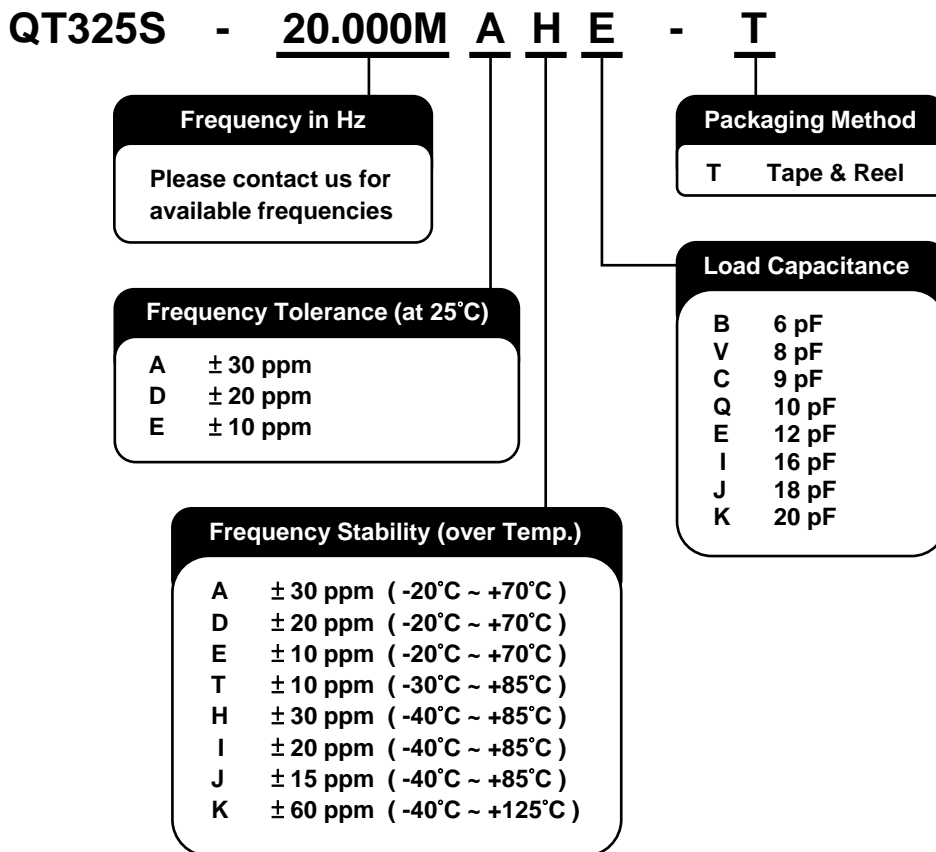 QT325S - 20.000M A H E - T
Frequency in Hz
Please contact us for
available frequencies
Packaging Method
T Tape & Reel
Frequency Tolerance (at 25°C)
A ± 30 ppm
D ± 20 ppm
E ± 10 ppm
Load Capacitance
B 6 pF
V 8 pF
C 9 pF
Q 10 pF
E 12 pF
I 16 pF
J 18 pF
K 20 pF
Frequency Stability (over Temp.)
A ± 30 ppm ( -20°C ~ +70°C )
D ± 20 ppm ( -20°C ~ +70°C )
E ± 10 ppm ( -20°C ~ +70°C )
T ± 10 ppm ( -30°C ~ +85°C )
H ± 30 ppm ( -40°C ~ +85°C )
I ± 20 ppm ( -40°C ~ +85°C )
J ± 15 ppm ( -40°C ~ +85°C )
K ± 60 ppm ( -40°C ~ +125°C )